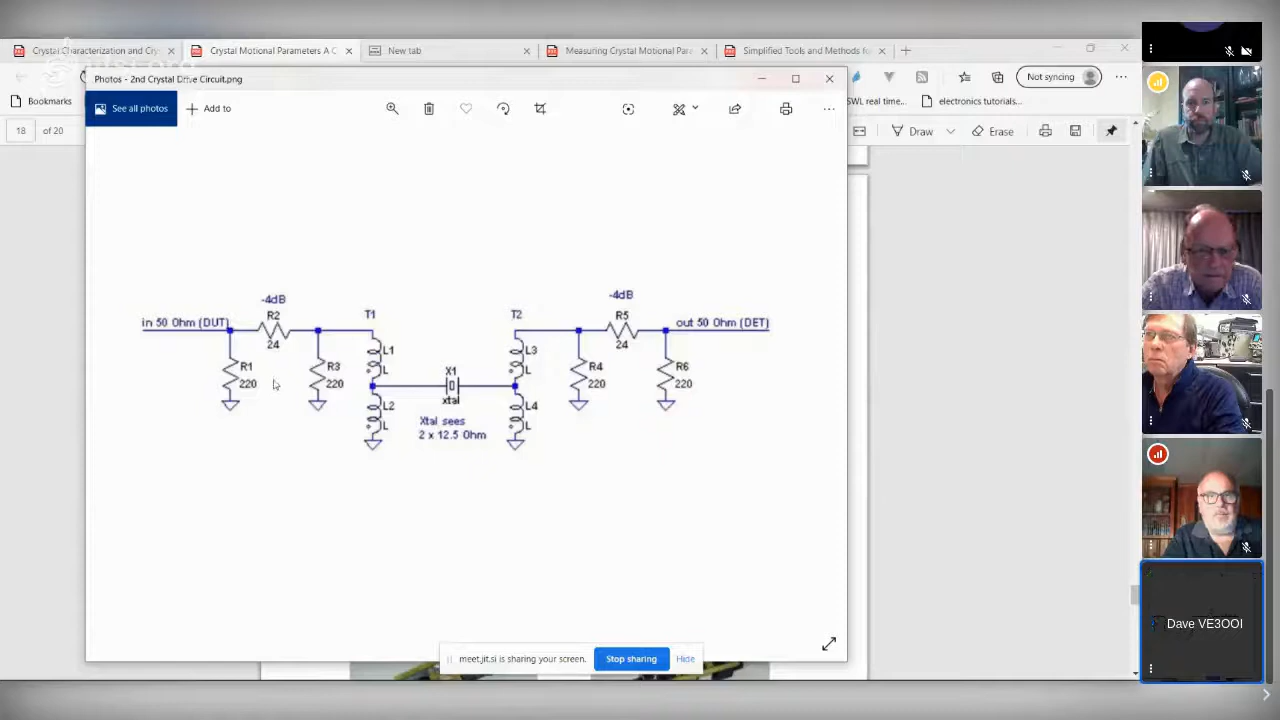 Crystal Characterization and Cry
Crystal Motional Parameters A C
New tab
Measuring Crystal Motional Par
Simplified Tools and Methods fo
jitsi.org
Photos - 2nd Crystal Drive Circuit.png
Not syncing
See all photos
Add to
Bookmarks
SWL real time...
electronics tutorials...
18 of 20
Draw
Erase
-4dB
R2
24
in 50 Ohm (DUT)
R1
220
R3
220
T1
L1
L
L2
L
X1
xtal
Xtal sees
2 x 12.5 Ohm
T2
L3
L
L4
L
-4dB
R5
24
out 50 Ohm (DET)
R4
220
R6
220
meet.jit.si is sharing your screen.
Stop sharing
Hide
Dave VE3OOI